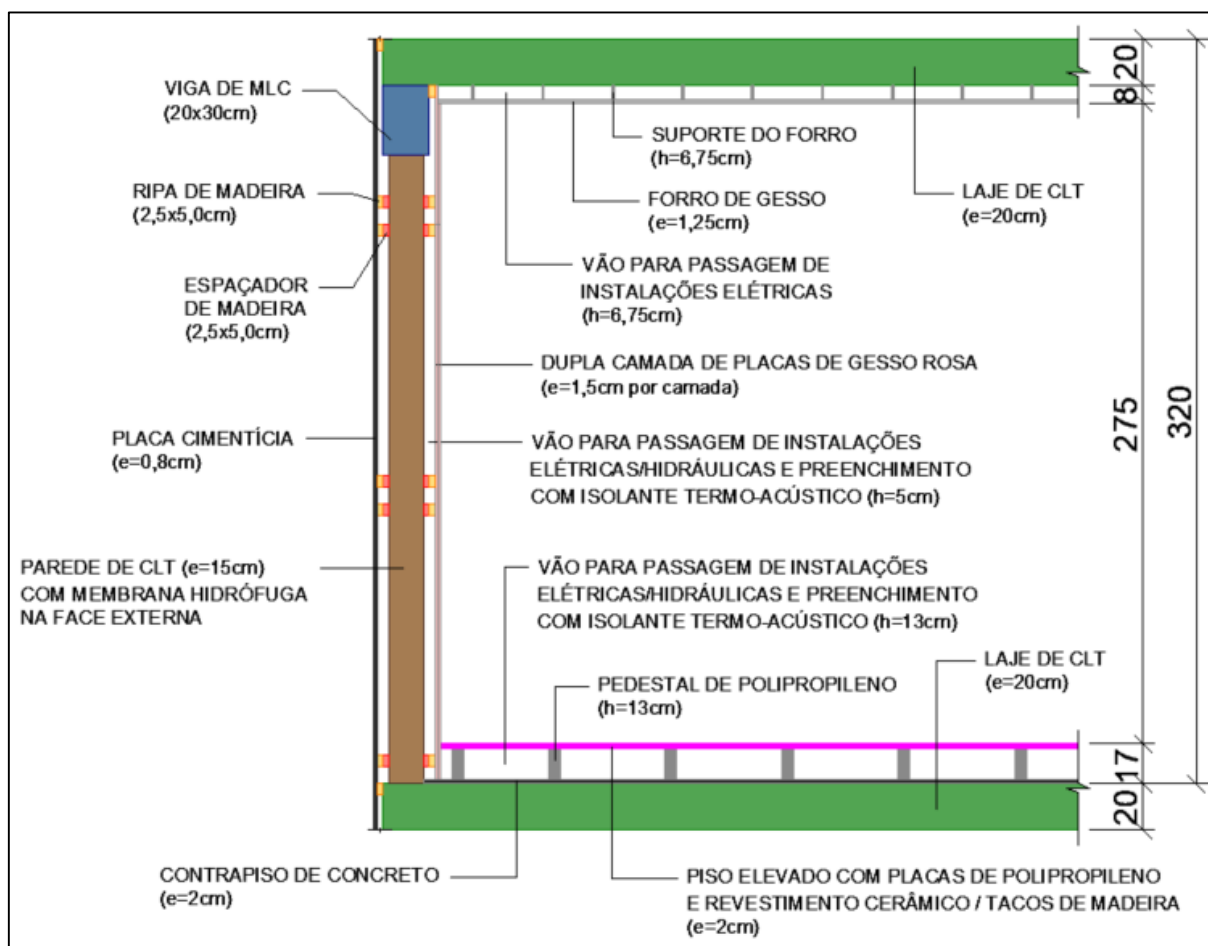 VIGA DE MLC
(20x30cm)
RIPA DE MADEIRA
(2,5x5,0cm)
ESPAÇADOR
DE MADEIRA
(2,5x5,0cm)
PLACA CIMENTÍCIA
(e=0,8cm)
PAREDE DE CLT (e=15cm)
COM MEMBRANA HIDRÓFUGA
NA FACE EXTERNA
SUPORTE DO FORRO
(h=6,75cm)
FORRO DE GESSO
(e=1,25cm)
LAJE DE CLT
(e=20cm)
VÃO PARA PASSAGEM DE
INSTALAÇÕES ELÉTRICAS
(h=6,75cm)
DUPLA CAMADA DE PLACAS DE GESSO ROSA
(e=1,5cm por camada)
VÃO PARA PASSAGEM DE INSTALAÇÕES
ELÉTRICAS/HIDRÁULICAS E PREENCHIMENTO
COM ISOLANTE TERMO-ACÚSTICO (h=5cm)
VÃO PARA PASSAGEM DE INSTALAÇÕES
ELÉTRICAS/HIDRÁULICAS E PREENCHIMENTO
COM ISOLANTE TERMO-ACÚSTICO (h=13cm)
LAJE DE CLT
(e=20cm)
PEDESTAL DE POLIPROPILENO
(h=13cm)
CONTRAPISO DE CONCRETO
(e=2cm)
PISO ELEVADO COM PLACAS DE POLIPROPILENO
E REVESTIMENTO CERÂMICO / TACOS DE MADEIRA
(e=2cm)
20
8
275
17
20
320